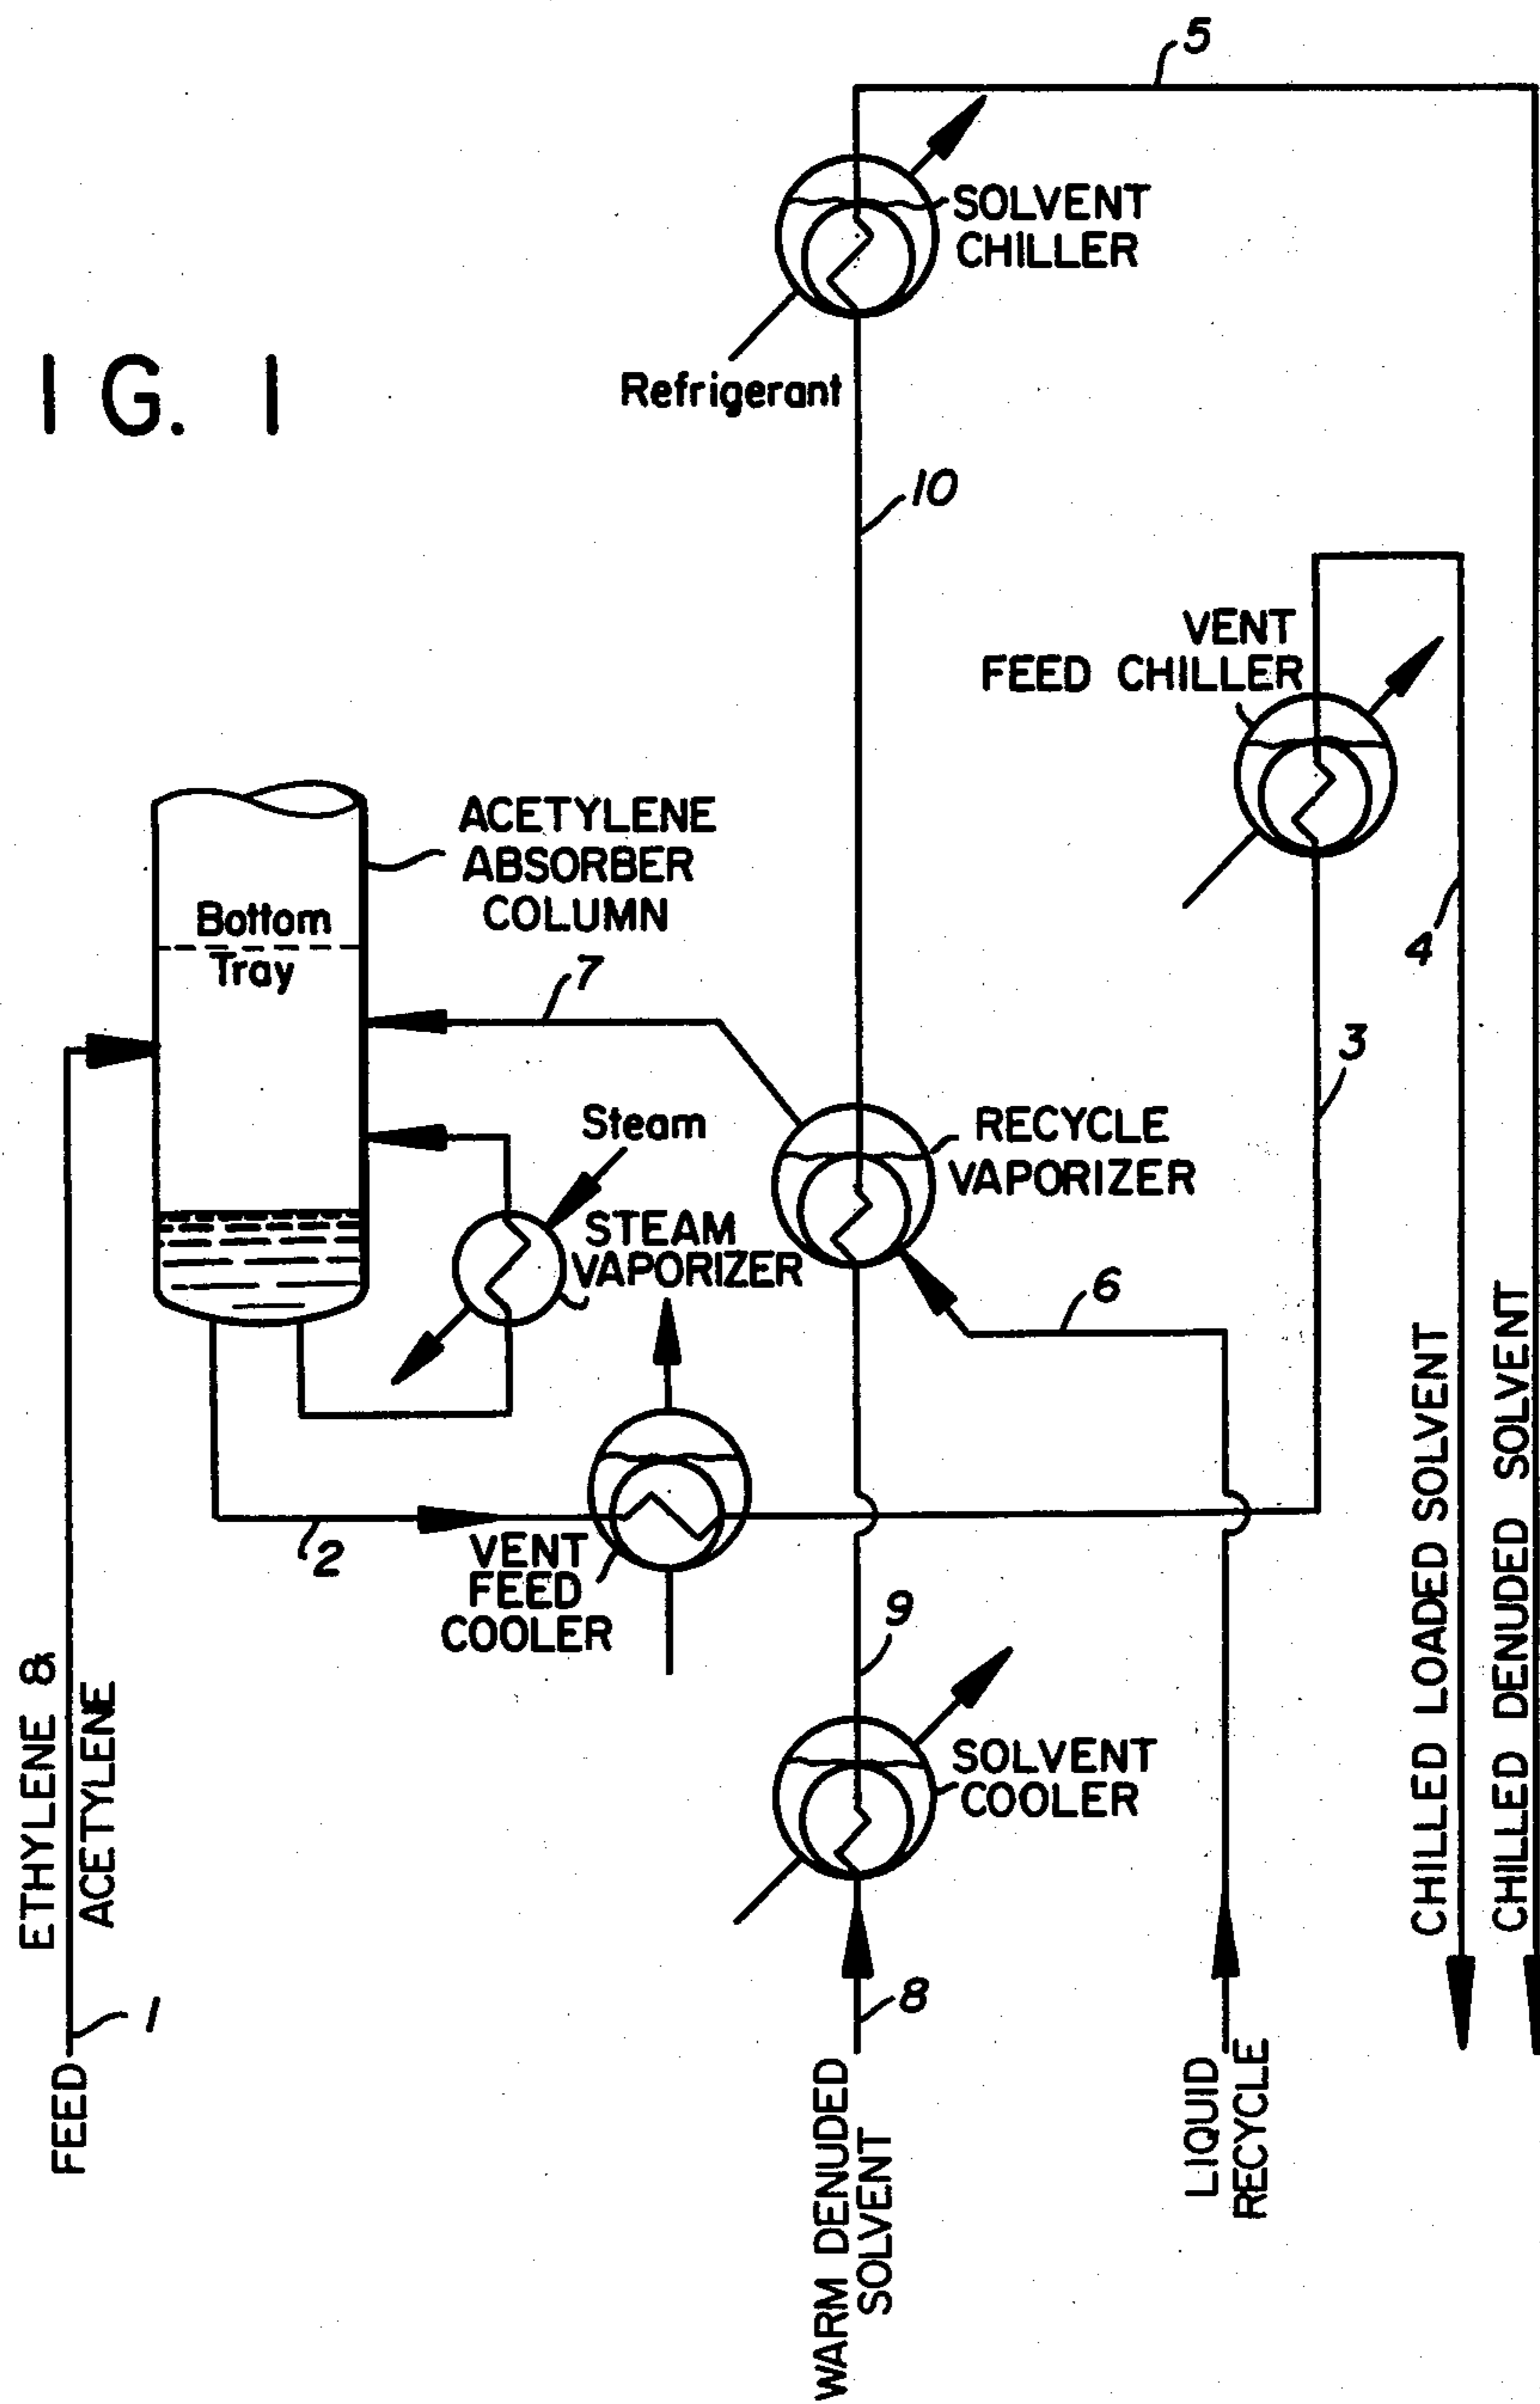 5
SOLVENT
CHILLER
IG. 1
Refrigerant
10
VENT
FEED CHILLER
ACETYLENE
ABSORBER
COLUMN
Bottom
Tray
4
7
3
Steam
RECYCLE
VAPORIZER
STEAM
VAPORIZER
6
2
VENT
FEED
COOLER
9
SOLVENT
COOLER
CHILLED LOADED SOLVENT
CHILLED DENUDED SOLVENT
ETHYLENE &
ACETYLENE
1
8
FEED
WARM DENUDED
SOLVENT
LIQUID
RECYCLE